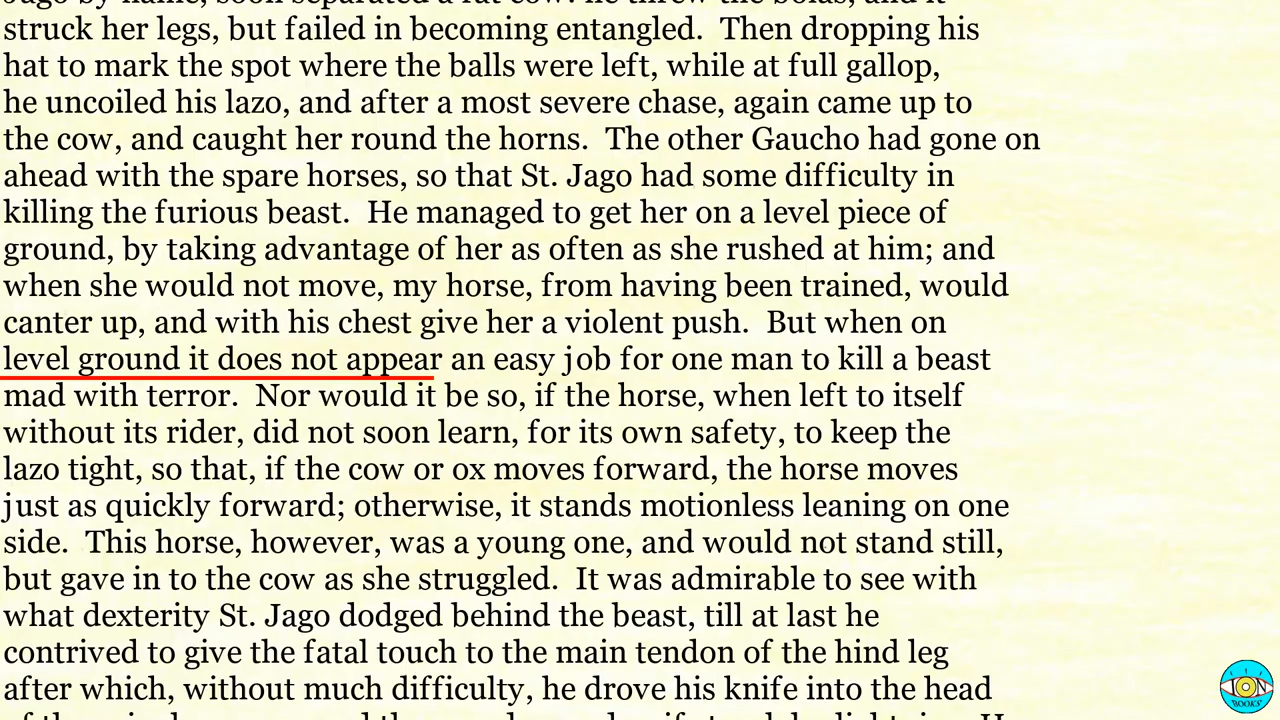 struck her legs, but failed in becoming entangled.  Then dropping his
hat to mark the spot where the balls were left, while at full gallop,
he uncoiled his lazo, and after a most severe chase, again came up to
the cow, and caught her round the horns.  The other Gaucho had gone on
ahead with the spare horses, so that St. Jago had some difficulty in
killing the furious beast.  He managed to get her on a level piece of
ground, by taking advantage of her as often as she rushed at him; and
when she would not move, my horse, from having been trained, would
canter up, and with his chest give her a violent push.  But when on
level ground it does not appear an easy job for one man to kill a beast
mad with terror.  Nor would it be so, if the horse, when left to itself
without its rider, did not soon learn, for its own safety, to keep the
lazo tight, so that, if the cow or ox moves forward, the horse moves
just as quickly forward; otherwise, it stands motionless leaning on one
side.  This horse, however, was a young one, and would not stand still,
but gave in to the cow as she struggled.  It was admirable to see with
what dexterity St. Jago dodged behind the beast, till at last he
contrived to give the fatal touch to the main tendon of the hind leg
after which, without much difficulty, he drove his knife into the head
ION
BOOKS